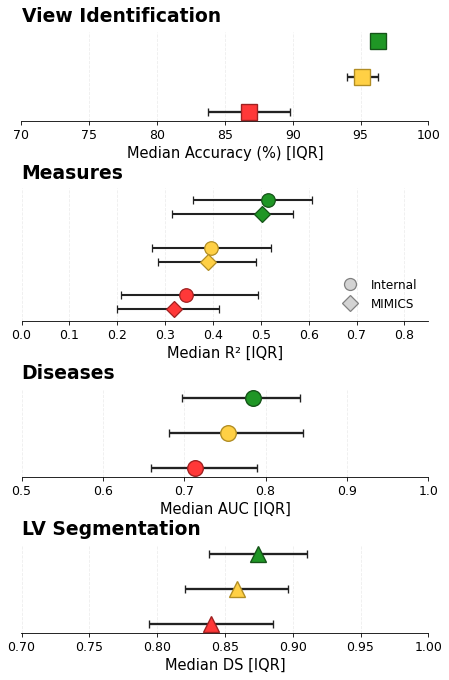 View Identification
70 75 80 85 90 95 100
Median Accuracy (%) [IQR]
Measures
Internal
MIMICS
0.0 0.1 0.2 0.3 0.4 0.5 0.6 0.7 0.8
Median R² [IQR]
Diseases
0.5 0.6 0.7 0.8 0.9 1.0
Median AUC [IQR]
LV Segmentation
0.70 0.75 0.80 0.85 0.90 0.95 1.00
Median DS [IQR]